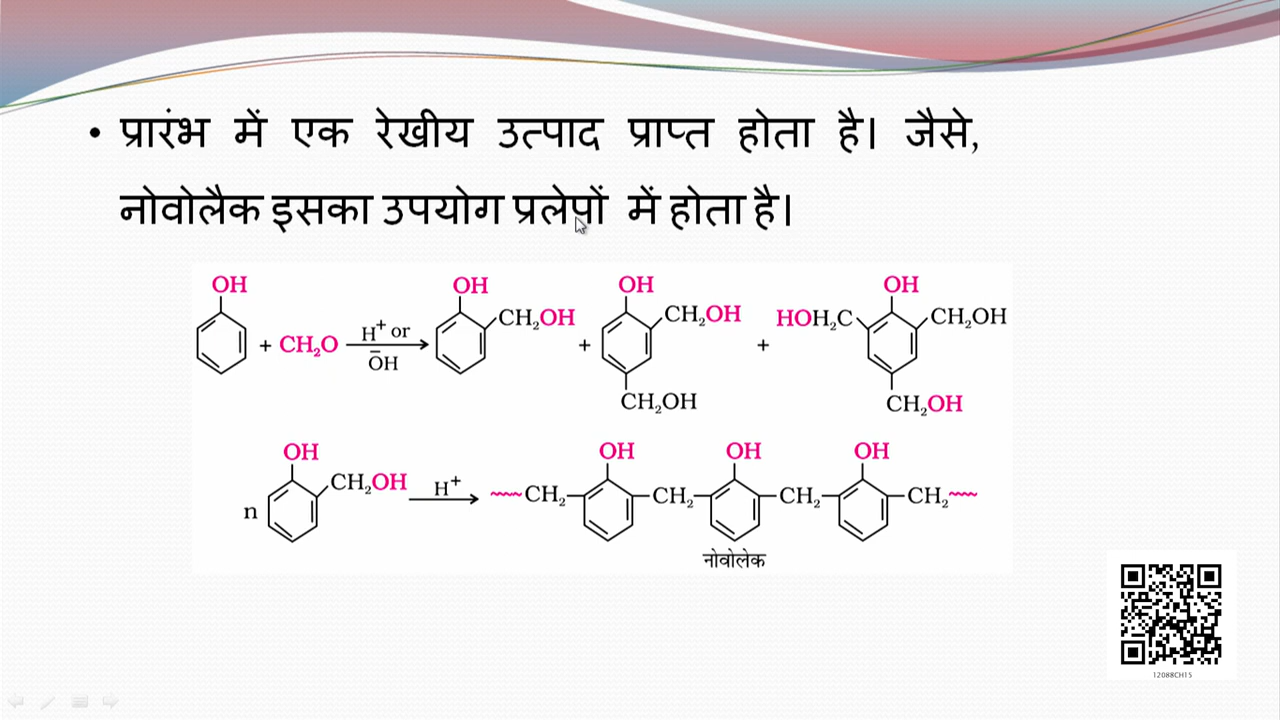 • प्रारंभ में एक रेखीय उत्पाद प्राप्त होता है। जैसे,
नोवोलैक इसका उपयोग प्रलेपों में होता है।
OH OH OH OH
+ CH₂O H⁺ or O̅H CH₂OH + CH₂OH + HOH₂C CH₂OH
CH₂OH CH₂OH
OH OH OH OH
n CH₂OH H⁺ CH₂ CH₂ CH₂ CH₂
नोवोलेक
12088CH15